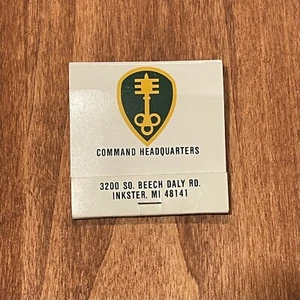 COMMAND HEADQUARTERS
3200 SO. BEECH DALY RD.
INKSTER, MI 48141